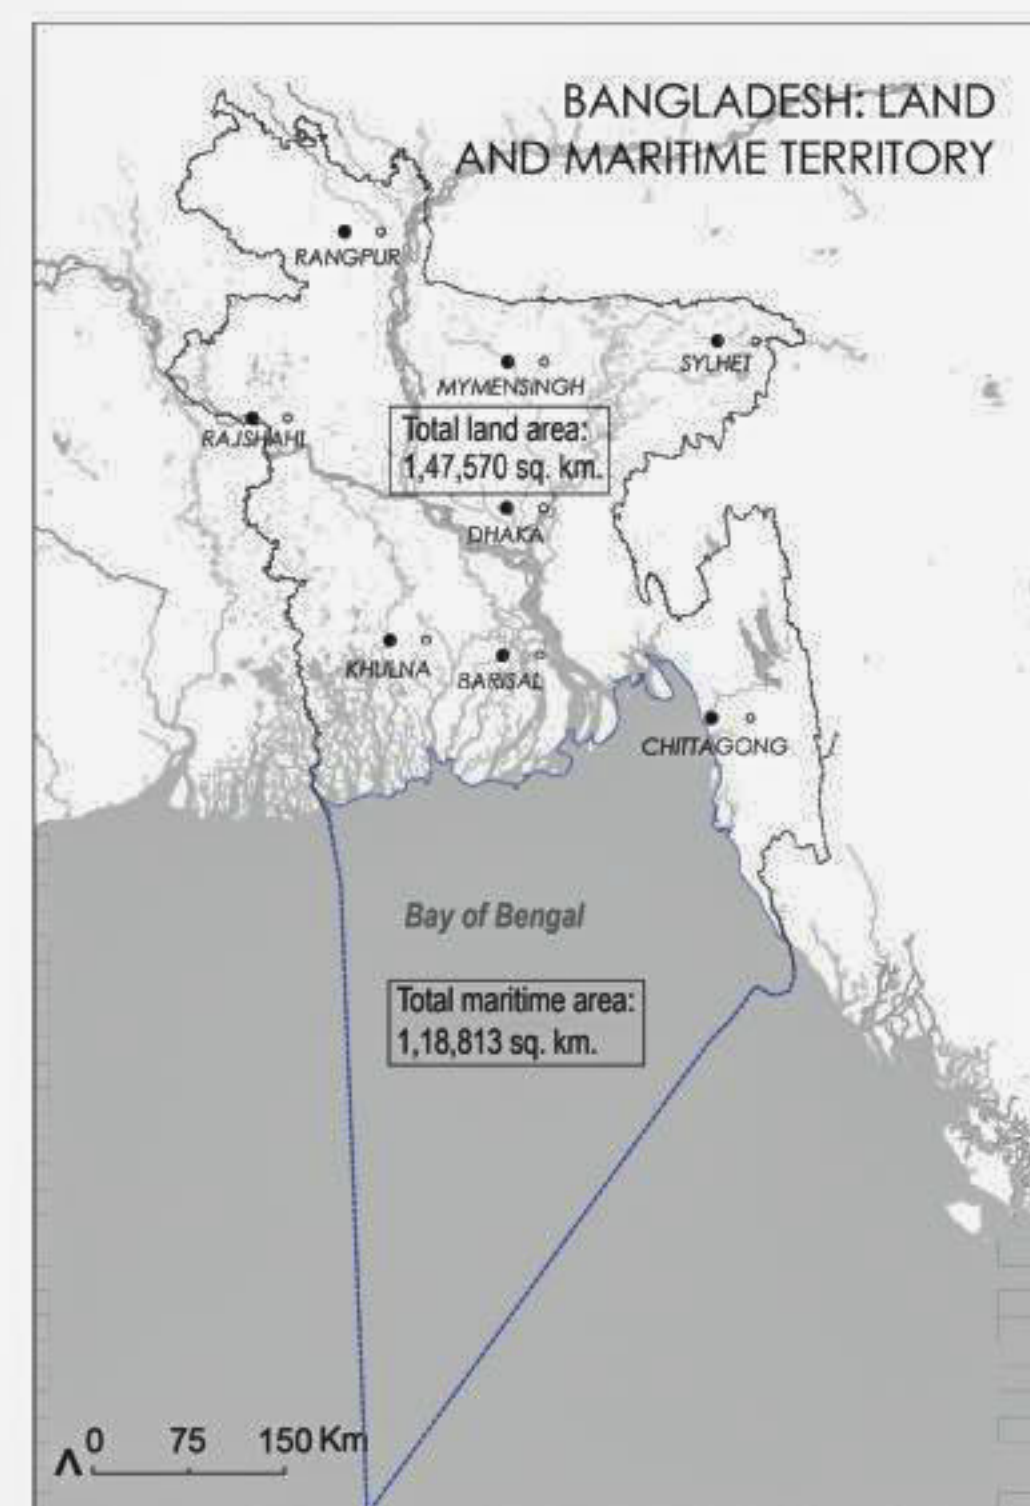 BANGLADESH: LAND
AND MARITIME TERRITORY
RANGPUR
SYLHET
MYMENSINGH
Total land area:
1,47,570 sq. km.
RAJSHAHI
DHAKA
KHULNA
BARISAL
CHITTAGONG
Bay of Bengal
Total maritime area:
1,18,813 sq. km.
0 75 150 Km